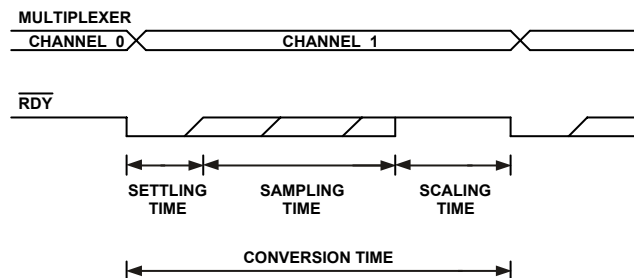 MULTIPLEXER
CHANNEL 0 CHANNEL 1
RDY
SETTLING TIME
SAMPLING TIME
SCALING TIME
CONVERSION TIME